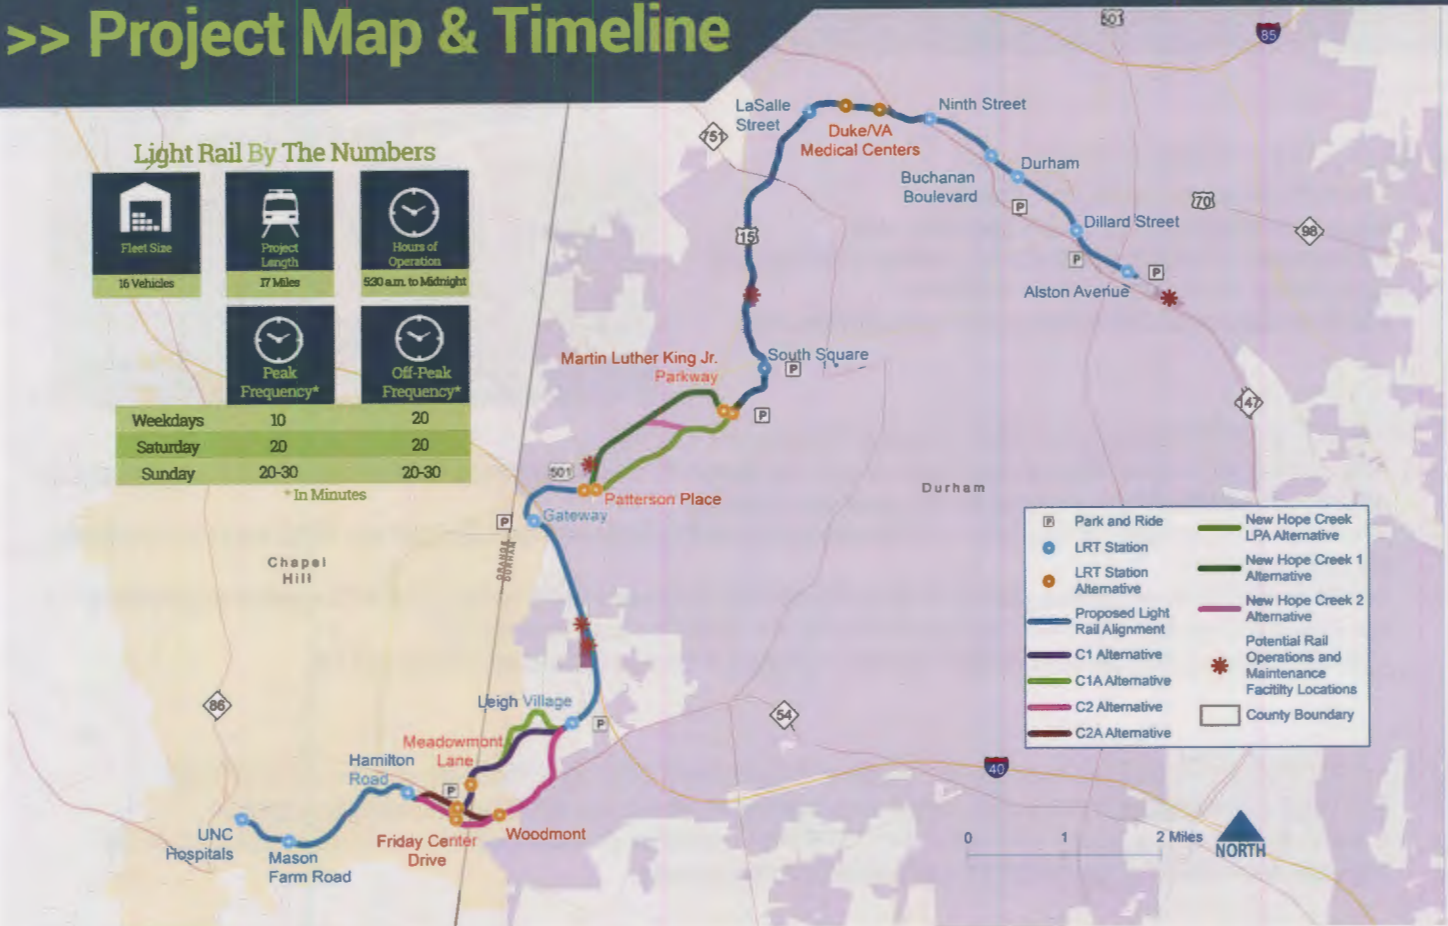 >> Project Map & Timeline
Light Rail By The Numbers
Fleet Size
16 Vehicles
Project
Length
17 Miles
Hours of
Operation
5:30 a.m. to Midnight
Peak
Frequency*
Off-Peak
Frequency*
Weekdays 10 20
Saturday 20 20
Sunday 20-30 20-30
* In Minutes
501
85
751
LaSalle
Street
Duke/VA
Medical Centers
Ninth Street
Buchanan
Boulevard
Durham
P
70
98
Dillard Street
P
P
Alston Avenue
15
Martin Luther King Jr.
Parkway
South Square
P
P
147
501
Patterson Place
P
Gateway
ORANGE
DURHAM
Chapel
Hill
Durham
86
54
40
Leigh Village
P
Meadowmont
Lane
Hamilton
Road
P
UNC
Hospitals
Mason
Farm Road
Friday Center
Drive
Woodmont
P Park and Ride
LRT Station
LRT Station
Alternative
Proposed Light
Rail Alignment
C1 Alternative
C1A Alternative
C2 Alternative
C2A Alternative
New Hope Creek
LPA Alternative
New Hope Creek 1
Alternative
New Hope Creek 2
Alternative
Potential Rail
Operations and
Maintenance
Facitlty Locations
County Boundary
0 1 2 Miles
NORTH